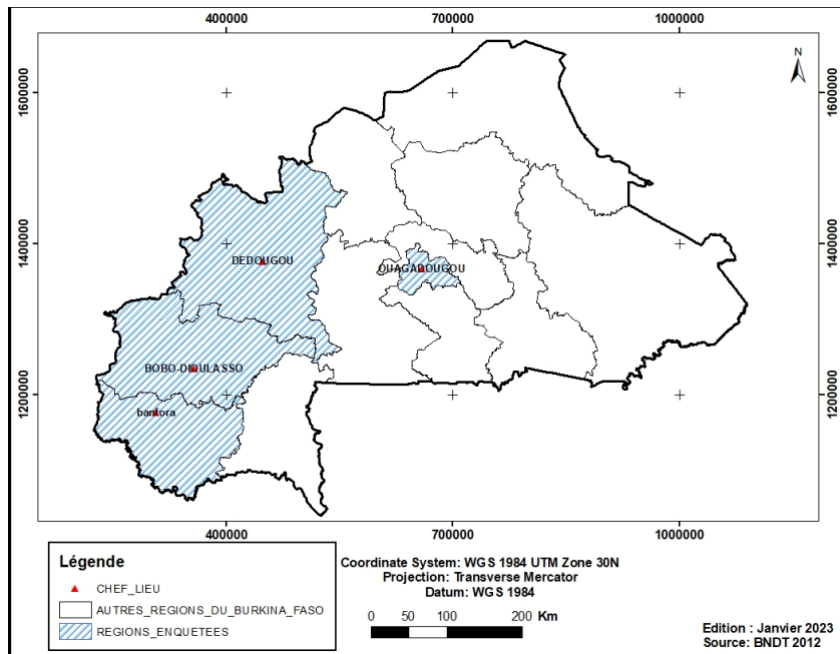 400000 700000 1000000
N
1600000 1600000
1400000 1400000
DEDOUGOU
OUAGADOUGOU
BOBO-DIOULASSO
1200000 1200000
banfora
400000 700000 1000000
Légende
CHEF_LIEU
AUTRES_REGIONS_DU_BURKINA_FASO
REGIONS_ENQUETEES
Coordinate System: WGS 1984 UTM Zone 30N
Projection: Transverse Mercator
Datum: WGS 1984
0 50 100 200 Km
Edition : Janvier 2023
Source: BNDT 2012